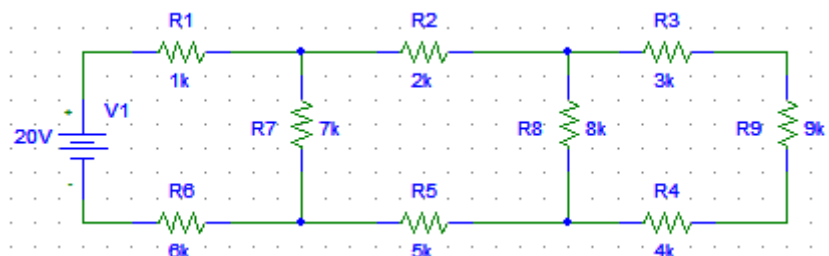 R1 R2 R3
1k 2k 3k
+
V1
20V
R7 7k R8 8k R9 9k
-
R6 R5 R4
6k 5k 4k